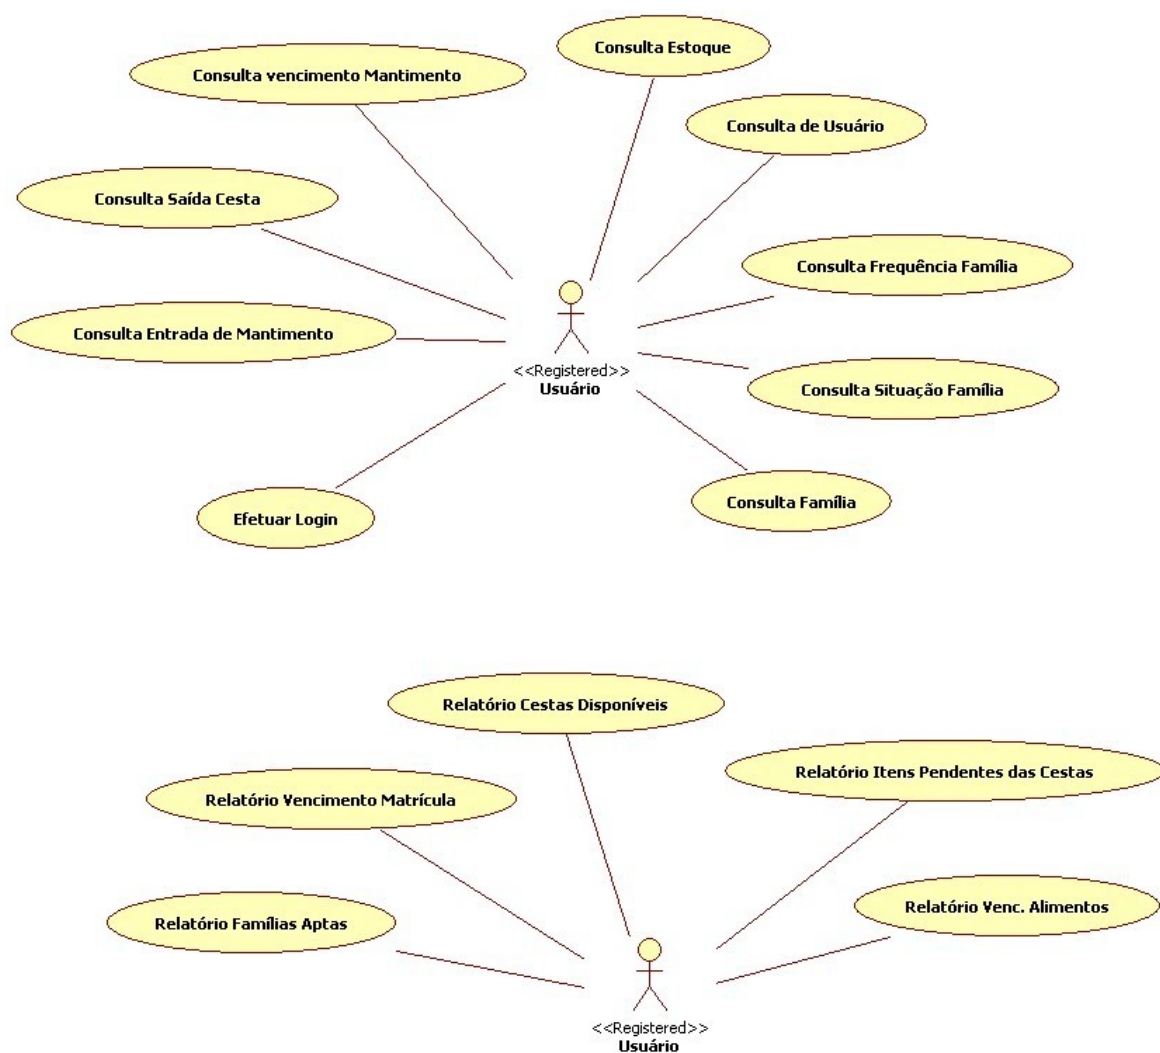 Consulta Estoque
Consulta vencimento Mantimento
Consulta de Usuário
Consulta Saída Cesta
Consulta Frequência Família
Consulta Entrada de Mantimento
<<Registered>>
Usuário
Consulta Situação Família
Consulta Família
Efetuar Login
Relatório Cestas Disponíveis
Relatório Itens Pendentes das Cestas
Relatório Vencimento Matrícula
Relatório Venc. Alimentos
Relatório Famílias Aptas
<<Registered>>
Usuário